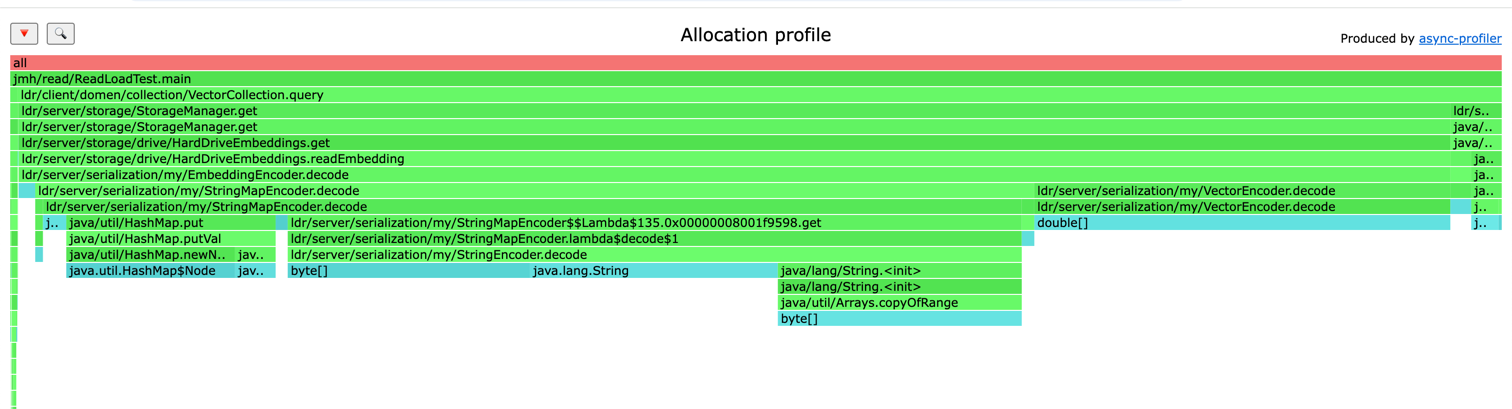 🔻 🔍 Allocation profile Produced by async-profiler
all
jmh/read/ReadLoadTest.main
ldr/client/domen/collection/VectorCollection.query
ldr/server/storage/StorageManager.get ldr/s..
ldr/server/storage/StorageManager.get java/..
ldr/server/storage/drive/HardDriveEmbeddings.get java/..
ldr/server/storage/drive/HardDriveEmbeddings.readEmbedding ja..
ldr/server/serialization/my/EmbeddingEncoder.decode ja..
ldr/server/serialization/my/StringMapEncoder.decode ldr/server/serialization/my/VectorEncoder.decode ja..
ldr/server/serialization/my/StringMapEncoder.decode ldr/server/serialization/my/VectorEncoder.decode j..
j.. java/util/HashMap.put ldr/server/serialization/my/StringMapEncoder$$Lambda$135.0x00000008001f9598.get double[] j..
java/util/HashMap.putVal ldr/server/serialization/my/StringMapEncoder.lambda$decode$1
java/util/HashMap.newN.. jav.. ldr/server/serialization/my/StringEncoder.decode
java.util.HashMap$Node jav.. byte[] java.lang.String java/lang/String.<init>
java/lang/String.<init>
java/util/Arrays.copyOfRange
byte[]